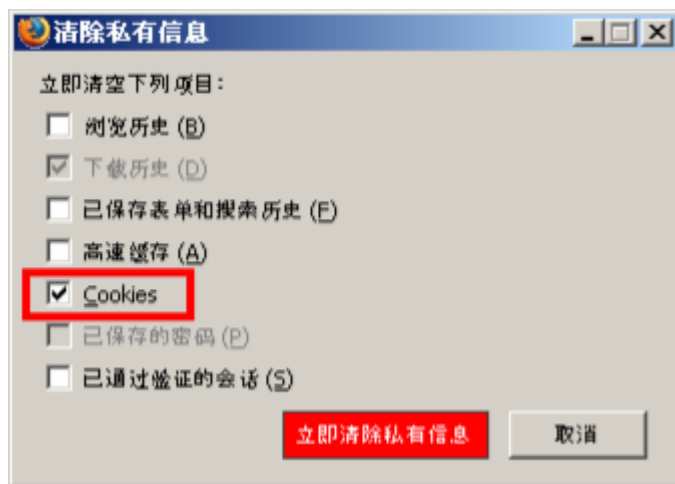 清除私有信息
立即清空下列项目：
浏览历史 (B)
下载历史 (D)
已保存表单和搜索历史 (F)
高速缓存 (A)
Cookies
已保存的密码 (P)
已通过验证的会话 (S)
立即清除私有信息 取消